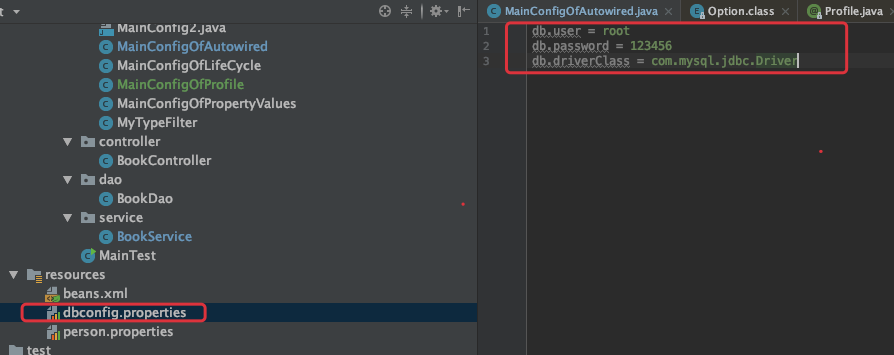 t
MainConfig2.java
MainConfigOfAutowired
MainConfigOfLifeCycle
MainConfigOfProfile
MainConfigOfPropertyValues
MyTypeFilter
controller
BookController
dao
BookDao
service
BookService
MainTest
resources
beans.xml
dbconfig.properties
person.properties
test
MainConfigOfAutowired.java
Option.class
Profile.java
1 db.user = root
2 db.password = 123456
3 db.driverClass = com.mysql.jdbc.Driver